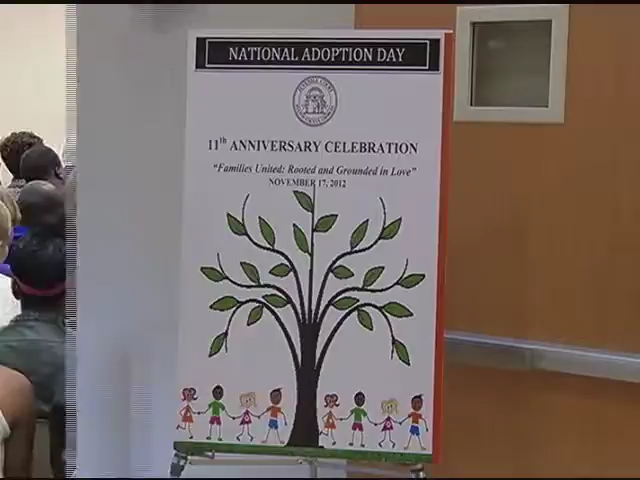 NATIONAL ADOPTION DAY
11th ANNIVERSARY CELEBRATION
"Families United: Rooted and Grounded in Love"
NOVEMBER 17, 2012